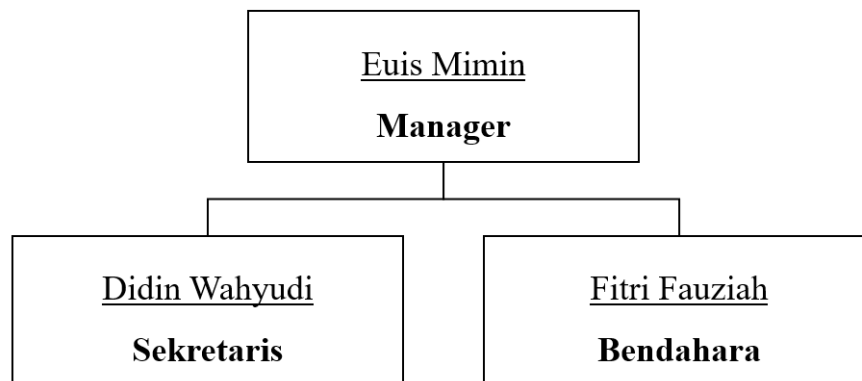 Euis Mimin
Manager
Didin Wahyudi
Sekretaris
Fitri Fauziah
Bendahara